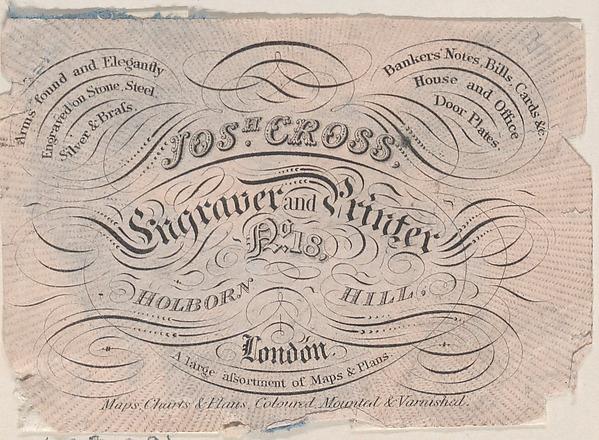 Arms found and Elegantly
Engraved on Stone, Steel,
Silver & Braſs.
Bankers' Notes, Bills, Cards &c.
House and Office
Door Plates.
JOS.H CROSS,
Engraver and Printer
No. 18,
HOLBORN HILL,
London
A large aſsortment of Maps & Plans
Maps, Charts & Plans, Coloured, Mounted & Varnished.